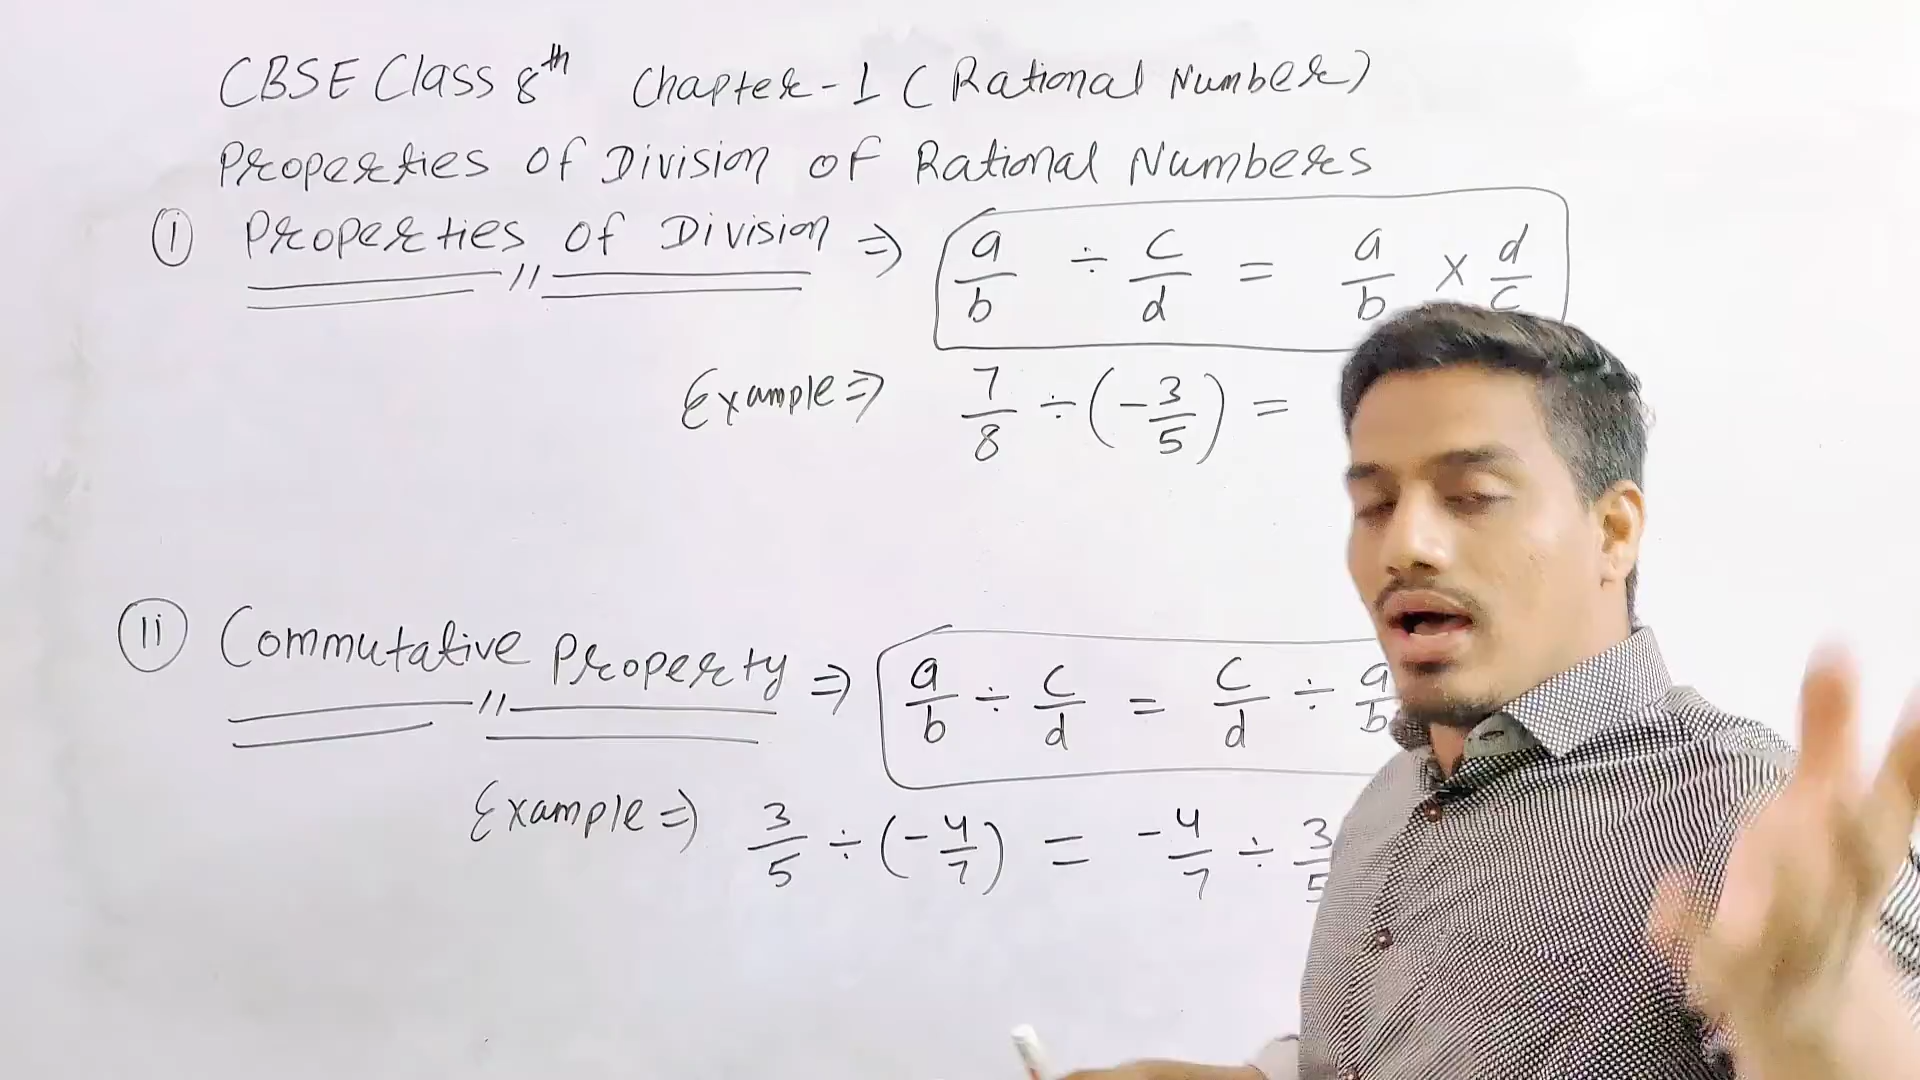 CBSE Class 8th Chapter-1 (Rational Number)
Properties of Division of Rational Numbers
(i) Properties of Division ⇒ a/b ÷ c/d = a/b × d/c
Example ⇒ 7/8 ÷ (-3/5) =
(ii) Commutative Property ⇒ a/b ÷ c/d = c/d ÷ a/b
Example ⇒ 3/5 ÷ (-4/7) = -4/7 ÷ 3/5